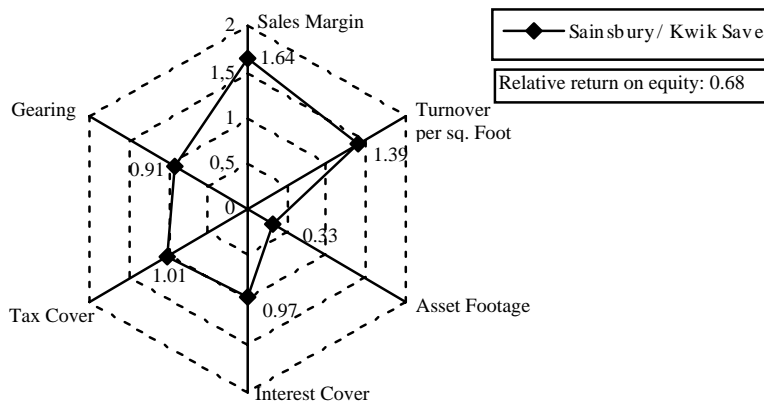 Sales Margin
Sainsbury / Kwik Save
Relative return on equity: 0.68
2
1.64
1,5
Gearing
Turnover
per sq. Foot
1
1.39
0.91
0,5
0
0.33
1.01
0.97
Tax Cover
Asset Footage
Interest Cover